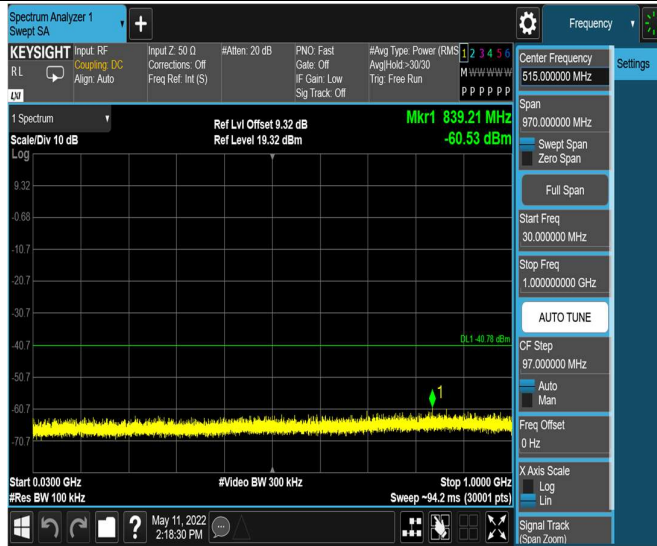 Spectrum Analyzer 1
Swept SA
+
Frequency
KEYSIGHT
RL
LXI
Input: RF
Coupling: DC
Align: Auto
Input Z: 50 Ω
Corrections: Off
Freq Ref: Int (S)
#Atten: 20 dB
PNO: Fast
Gate: Off
IF Gain: Low
Sig Track: Off
#Avg Type: Power (RMS
Avg|Hold:>30/30
Trig: Free Run
1 2 3 4 5 6
M W W W W W
P P P P P P
1 Spectrum
Scale/Div 10 dB
Log
Ref Lvl Offset 9.32 dB
Ref Level 19.32 dBm
Mkr1 839.21 MHz
-60.53 dBm
9.32
-0.68
-10.7
-20.7
-30.7
-40.7
-50.7
-60.7
-70.7
DL1 -40.78 dBm
1
Start 0.0300 GHz
#Res BW 100 kHz
#Video BW 300 kHz
Stop 1.0000 GHz
Sweep ~94.2 ms (30001 pts)
?
May 11, 2022
2:18:30 PM
Center Frequency
515.000000 MHz
Span
970.000000 MHz
Swept Span
Zero Span
Full Span
Start Freq
30.000000 MHz
Stop Freq
1.000000000 GHz
AUTO TUNE
CF Step
97.000000 MHz
Auto
Man
Freq Offset
0 Hz
X Axis Scale
Log
Lin
Signal Track
(Span Zoom)
Settings